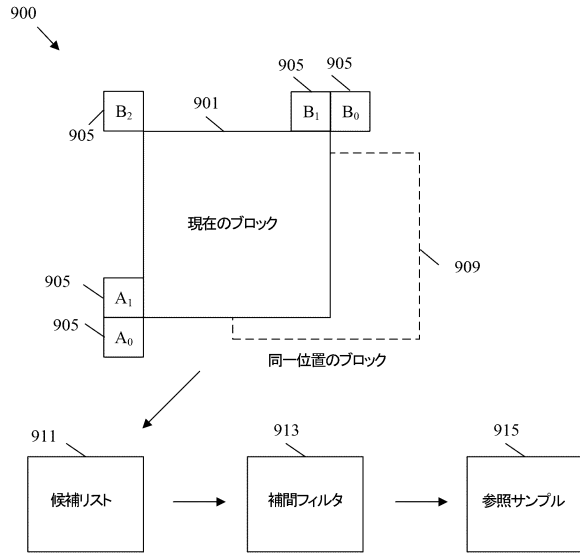 900
905
905
B₂
901
B₁
B₀
905
現在のブロック
909
905
A₁
905
A₀
同一位置のブロック
911
913
915
候補リスト
補間フィルタ
参照サンプル